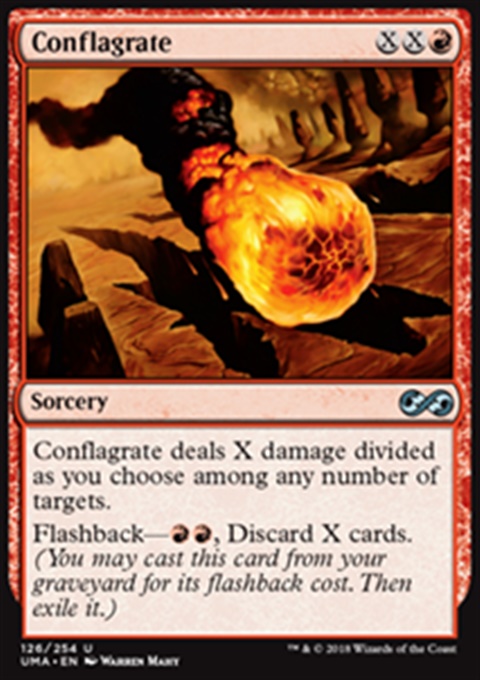 Conflagrate XX
Sorcery
Conflagrate deals X damage divided
as you choose among any number of
targets.
Flashback—, Discard X cards.
(You may cast this card from your
graveyard for its flashback cost. Then
exile it.)
126/254 U
™ & © 2018 Wizards of the Coast
UMA • EN Warren Mahy